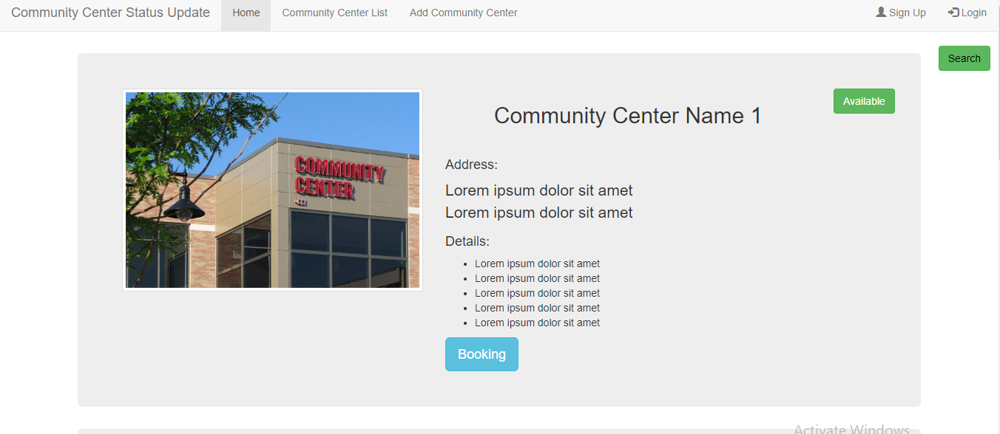 Community Center Status Update Home Community Center List Add Community Center Sign Up Login
Search
Available
Community Center Name 1
COMMUNITY
CENTER
421
Address:
Lorem ipsum dolor sit amet
Lorem ipsum dolor sit amet
Details:
Lorem ipsum dolor sit amet
Lorem ipsum dolor sit amet
Lorem ipsum dolor sit amet
Lorem ipsum dolor sit amet
Lorem ipsum dolor sit amet
Booking
Activate Windows